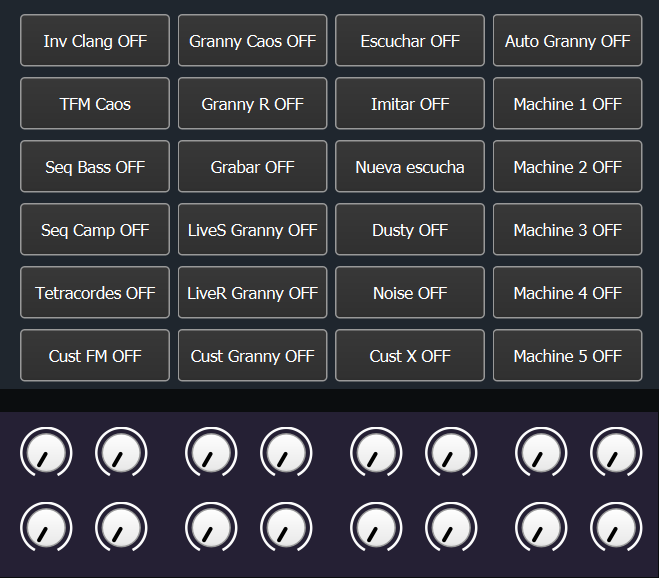 Inv Clang OFF
Granny Caos OFF
Escuchar OFF
Auto Granny OFF
TFM Caos
Granny R OFF
Imitar OFF
Machine 1 OFF
Seq Bass OFF
Grabar OFF
Nueva escucha
Machine 2 OFF
Seq Camp OFF
LiveS Granny OFF
Dusty OFF
Machine 3 OFF
Tetracordes OFF
LiveR Granny OFF
Noise OFF
Machine 4 OFF
Cust FM OFF
Cust Granny OFF
Cust X OFF
Machine 5 OFF